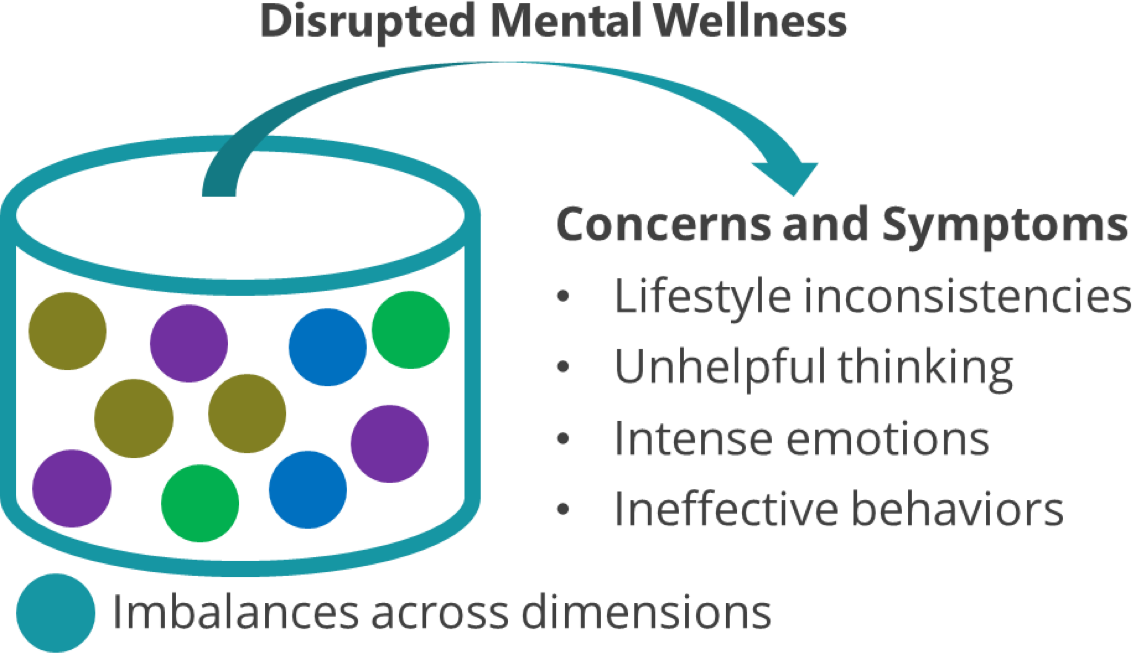 Disrupted Mental Wellness
Concerns and Symptoms
• Lifestyle inconsistencies
• Unhelpful thinking
• Intense emotions
• Ineffective behaviors
Imbalances across dimensions